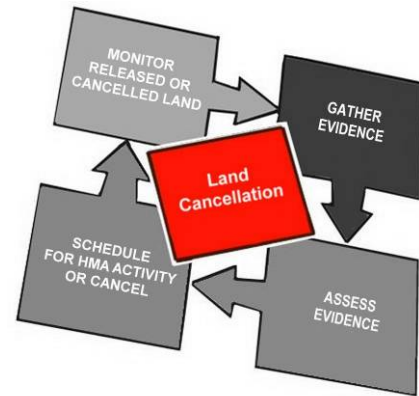 MONITOR
RELEASED OR
CANCELLED LAND
GATHER
EVIDENCE
Land
Cancellation
SCHEDULE
FOR HMA ACTIVITY
OR CANCEL
ASSESS
EVIDENCE